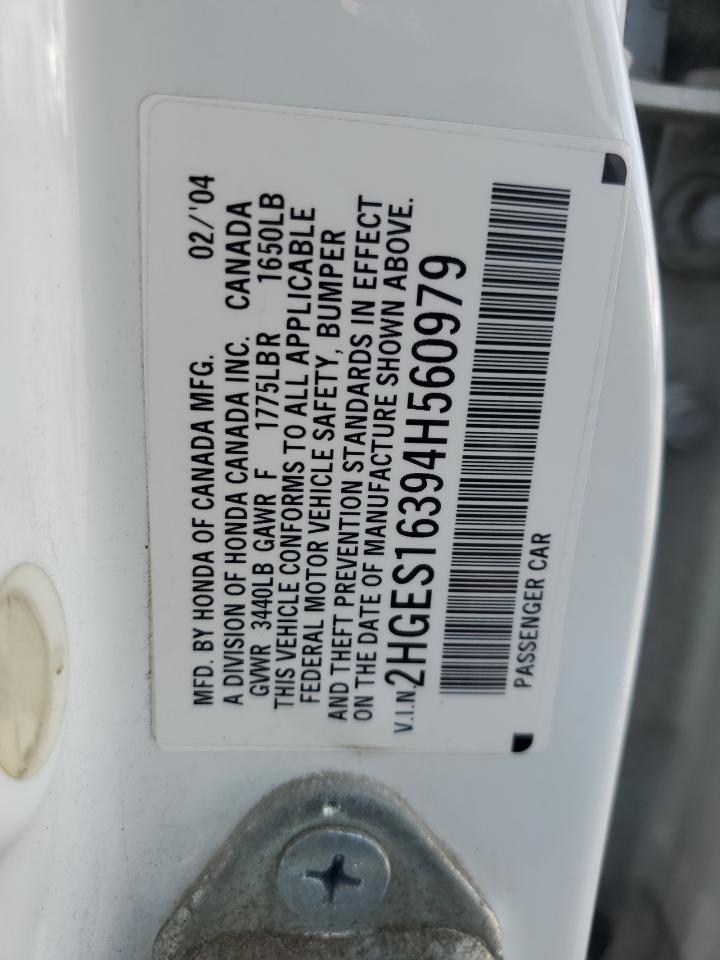 MFD. BY HONDA OF CANADA MFG. 02/'04
A DIVISION OF HONDA CANADA INC. CANADA
GVWR 3440LB GAWR F 1775LBR 1650LB
THIS VEHICLE CONFORMS TO ALL APPLICABLE
FEDERAL MOTOR VEHICLE SAFETY, BUMPER
AND THEFT PREVENTION STANDARDS IN EFFECT
ON THE DATE OF MANUFACTURE SHOWN ABOVE.
V.I.N. 2HGES16394H560979
PASSENGER CAR